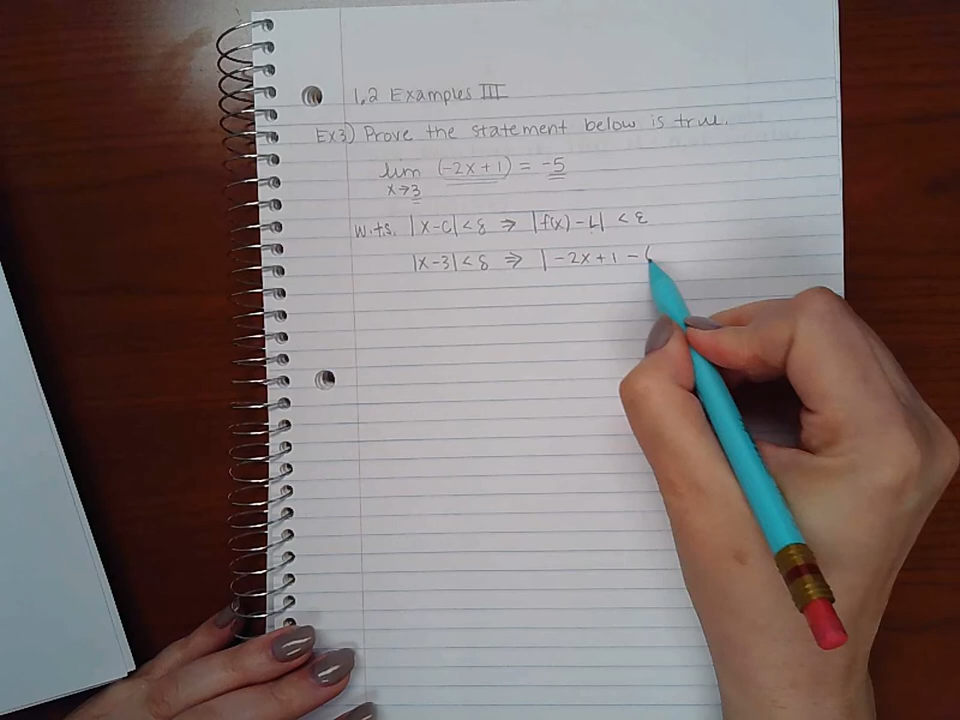 1.2 Examples III
Ex3) Prove the statement below is true.
lim (-2x+1) = -5
x→3
w.t.s. |x-c|<δ ⇒ |f(x)-L|<ε
|x-3|<δ ⇒ |-2x+1-(